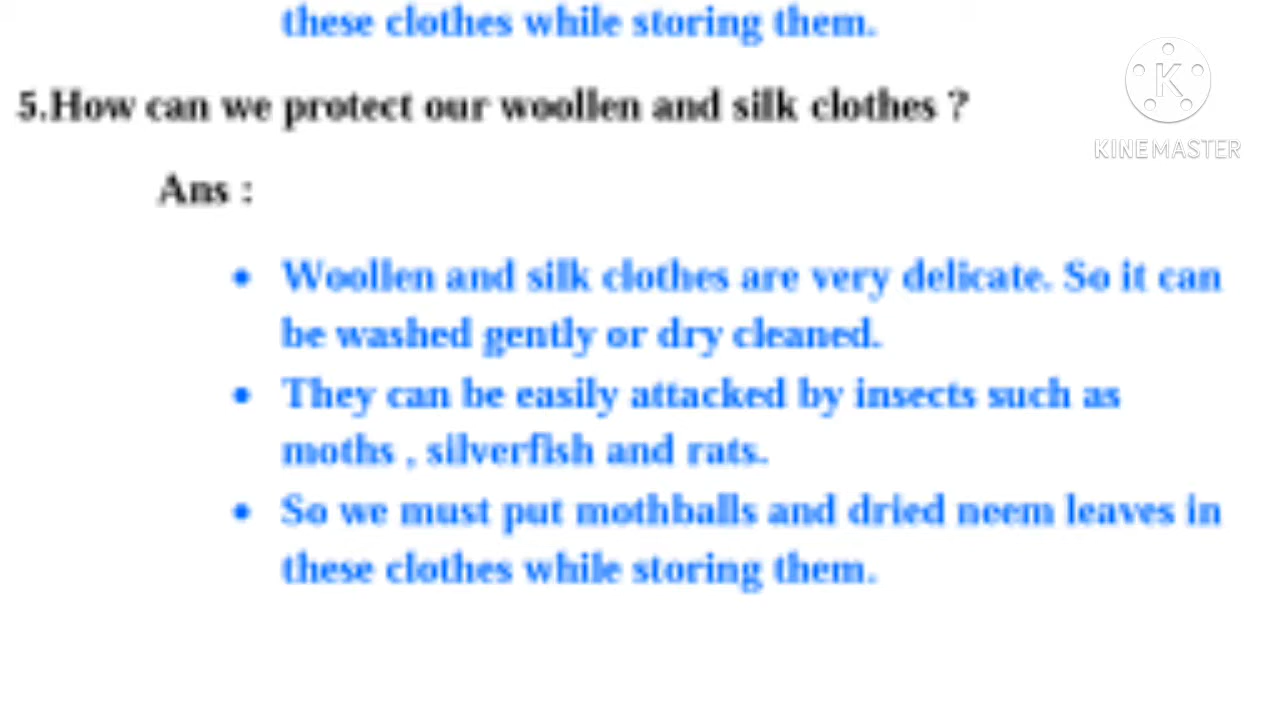 these clothes while storing them.
5.How can we protect our woollen and silk clothes ?
Ans :
• Woollen and silk clothes are very delicate. So it can
be washed gently or dry cleaned.
• They can be easily attacked by insects such as
moths , silverfish and rats.
• So we must put mothballs and dried neem leaves in
these clothes while storing them.
K
KINEMASTER